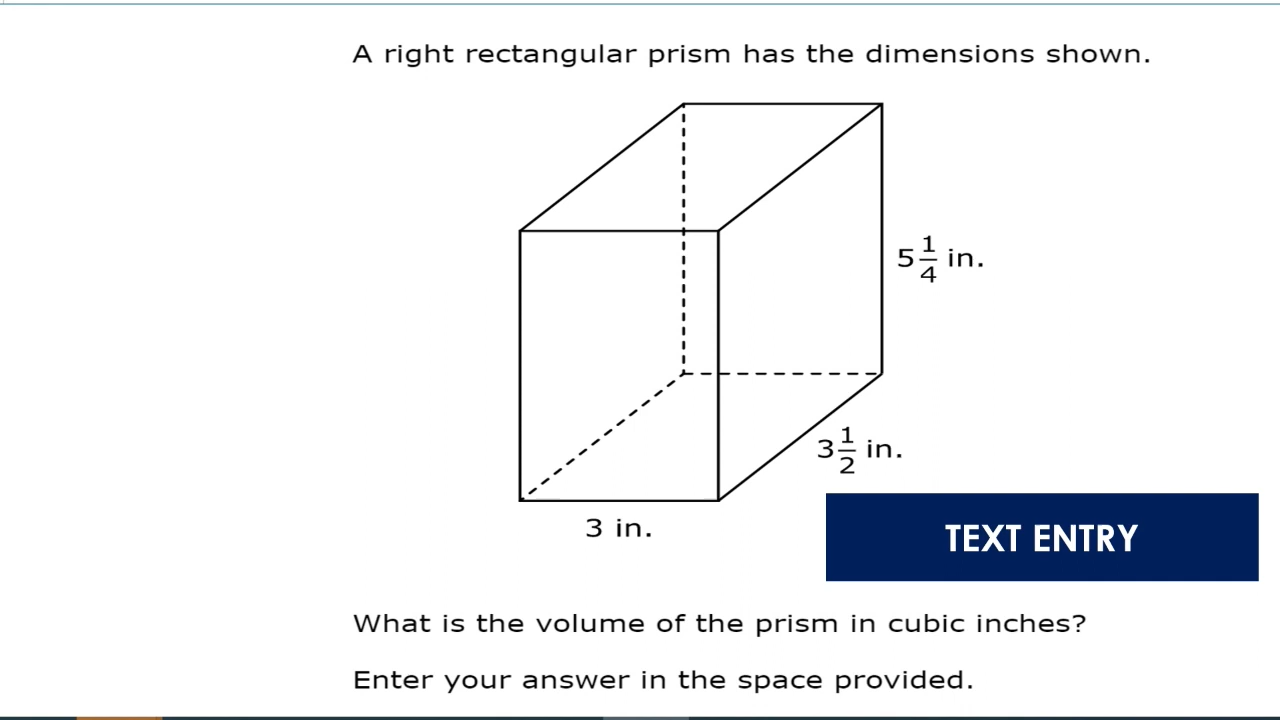 A right rectangular prism has the dimensions shown.
5 1/4 in.
3 1/2 in.
3 in.
TEXT ENTRY
What is the volume of the prism in cubic inches?
Enter your answer in the space provided.